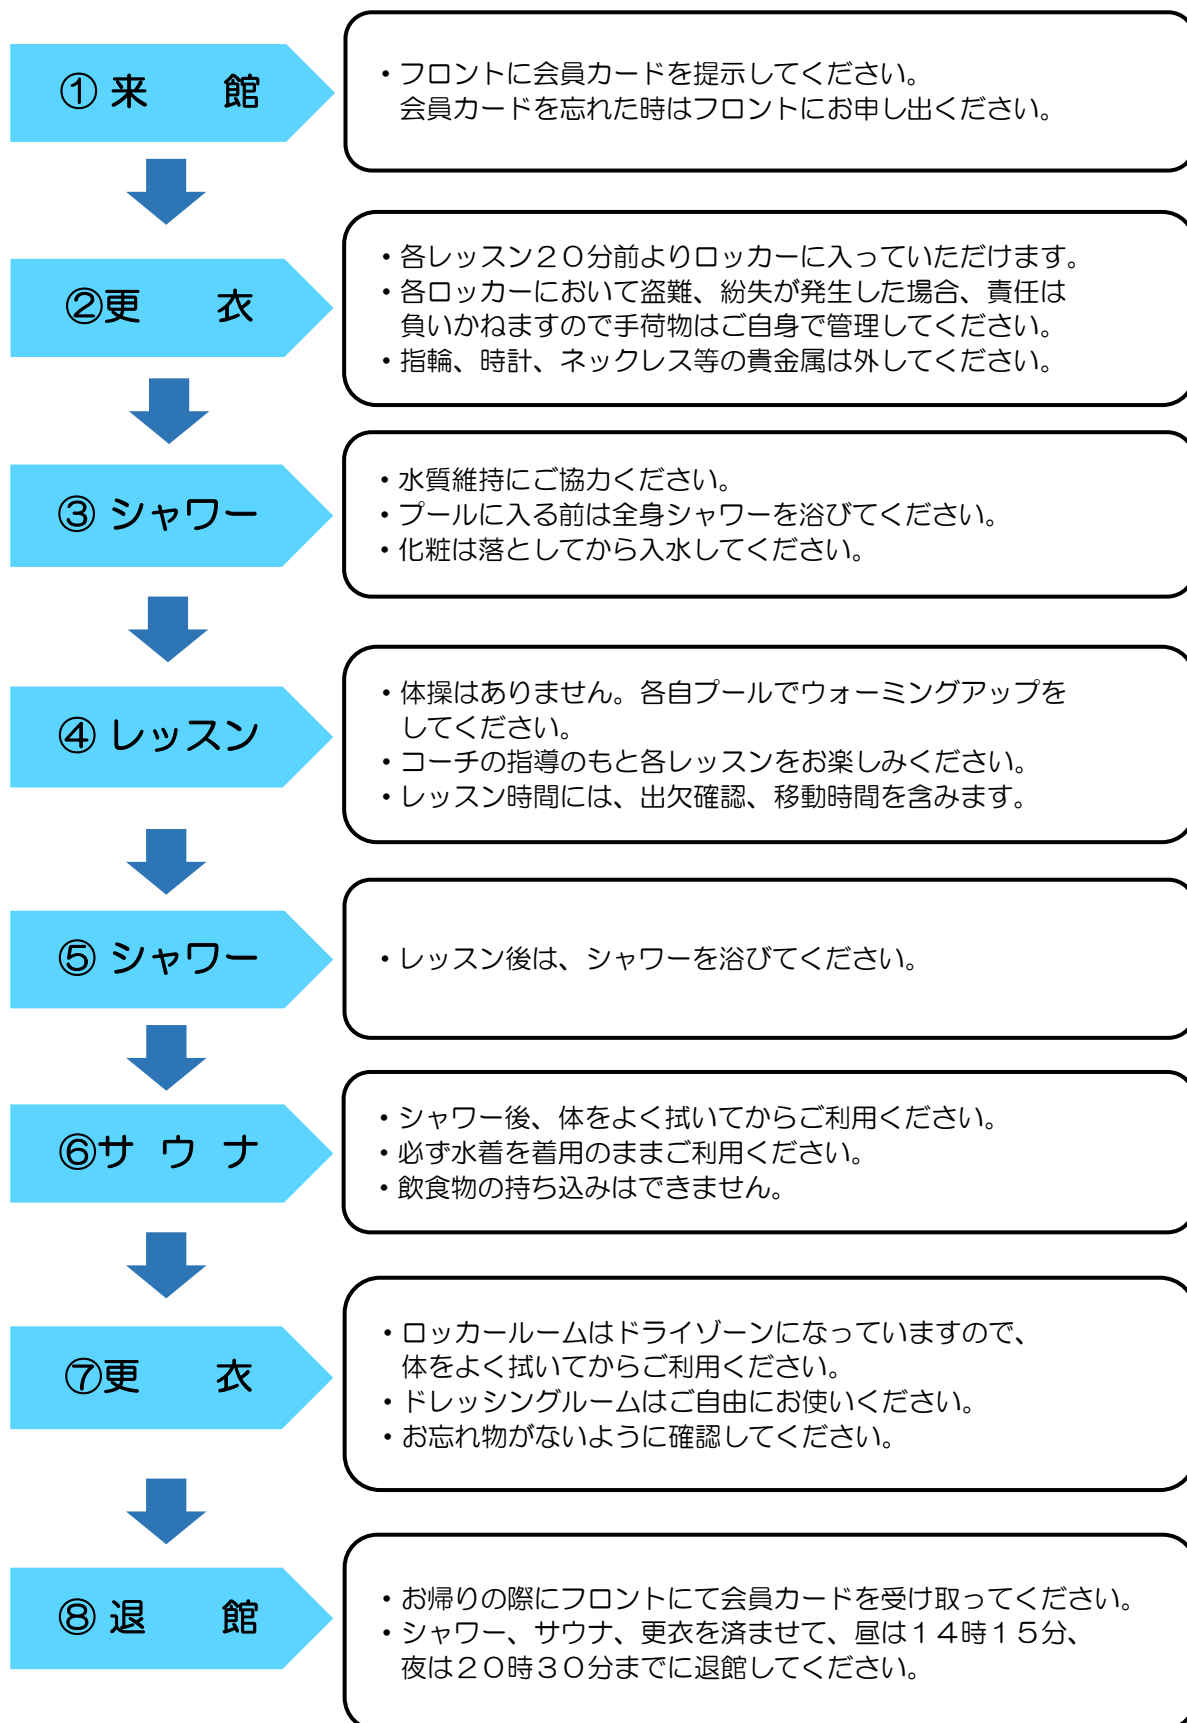 ①来　　館
・フロントに会員カードを提示してください。
会員カードを忘れた時はフロントにお申し出ください。
②更　　衣
・各レッスン２０分前よりロッカーに入っていただけます。
・各ロッカーにおいて盗難、紛失が発生した場合、責任は
負いかねますので手荷物はご自身で管理してください。
・指輪、時計、ネックレス等の貴金属は外してください。
③シャワー
・水質維持にご協力ください。
・プールに入る前は全身シャワーを浴びてください。
・化粧は落としてから入水してください。
④レッスン
・体操はありません。各自プールでウォーミングアップを
してください。
・コーチの指導のもと各レッスンをお楽しみください。
・レッスン時間には、出欠確認、移動時間を含みます。
⑤シャワー
・レッスン後は、シャワーを浴びてください。
⑥サ　ウ　ナ
・シャワー後、体をよく拭いてからご利用ください。
・必ず水着を着用のままご利用ください。
・飲食物の持ち込みはできません。
⑦更　　衣
・ロッカールームはドライゾーンになっていますので、
体をよく拭いてからご利用ください。
・ドレッシングルームはご自由にお使いください。
・お忘れ物がないように確認してください。
⑧退　　館
・お帰りの際にフロントにて会員カードを受け取ってください。
・シャワー、サウナ、更衣を済ませて、昼は１４時１５分、
夜は２０時３０分までに退館してください。